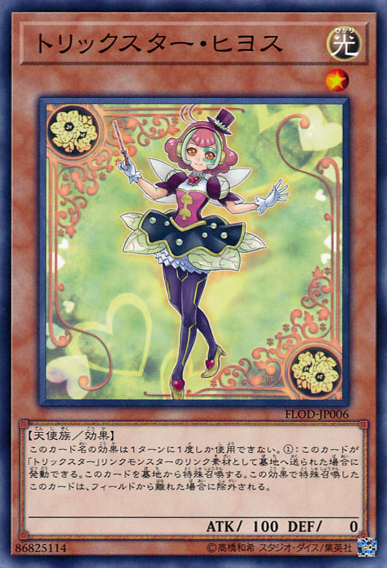 トリックスター・ヒヨス
光
FLOD-JP006
【天使族/効果】
このカード名の効果は1ターンに1度しか使用できない。①:このカードが
「トリックスター」リンクモンスターのリンク素材として墓地へ送られた場合に
発動できる。このカードを墓地から特殊召喚する。この効果で特殊召喚した
このカードは、フィールドから離れた場合に除外される。
ATK/ 100 DEF/ 0
86825114
©高橋和希 スタジオ・ダイス/集英社